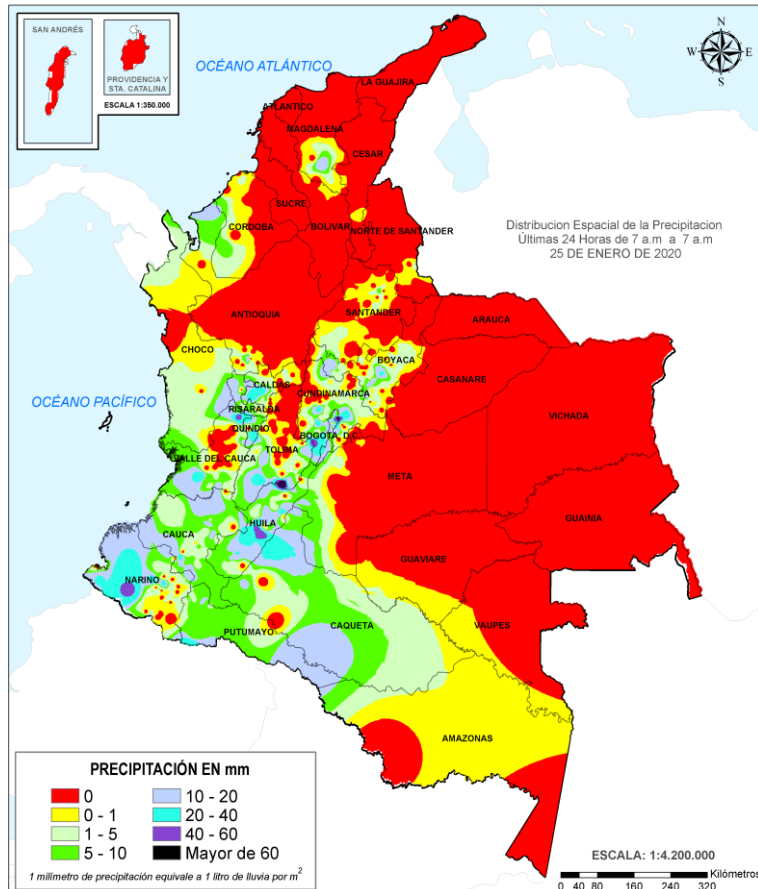 SAN ANDRÉS
PROVIDENCIA Y
STA. CATALINA
ESCALA 1:350.000
OCÉANO ATLÁNTICO
N
W E
S
LA GUAJIRA
ATLANTICO
MAGDALENA
CESAR
SUCRE
CORDOBA
BOLIVAR
NORTE DE SANTANDER
Distribucion Espacial de la Precipitacion
Últimas 24 Horas de 7 a.m a 7 a.m
25 DE ENERO DE 2020
ANTIOQUIA
SANTANDER
ARAUCA
CHOCO
BOYACA
CALDAS
CASANARE
CUNDINAMARCA
OCÉANO PACÍFICO
RISARALDA
VICHADA
QUINDIO
BOGOTA, D.C
TOLIMA
VALLE DEL CAUCA
META
GUAINIA
HUILA
CAUCA
GUAVIARE
NARINO
CAQUETA
VAUPES
PUTUMAYO
AMAZONAS
PRECIPITACIÓN EN mm
0
0 - 1
1 - 5
5 - 10
10 - 20
20 - 40
40 - 60
Mayor de 60
1 milímetro de precipitación equivale a 1 litro de lluvia por m2
ESCALA: 1:4.200.000
0 40 80 160 240 320 Kilómetros